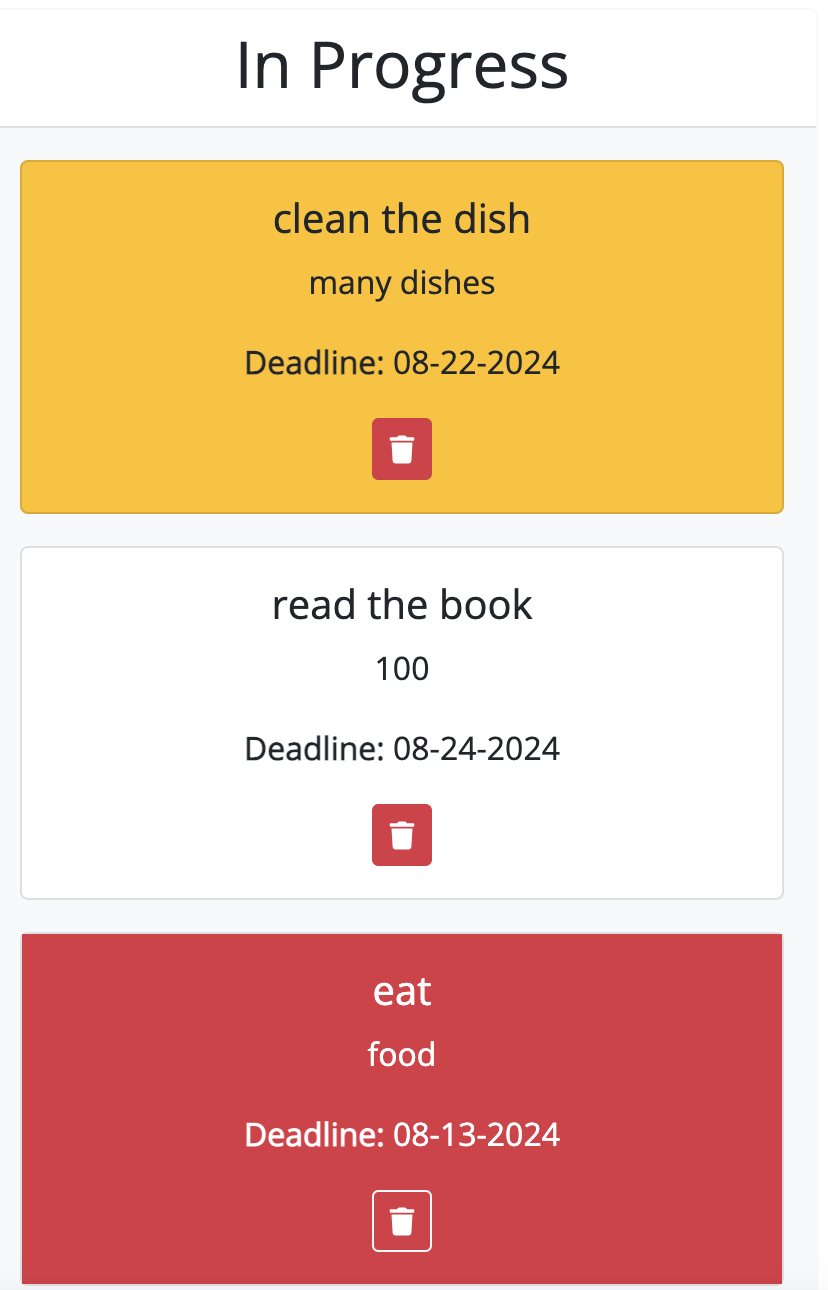 In Progress
clean the dish
many dishes
Deadline: 08-22-2024
read the book
100
Deadline: 08-24-2024
eat
food
Deadline: 08-13-2024